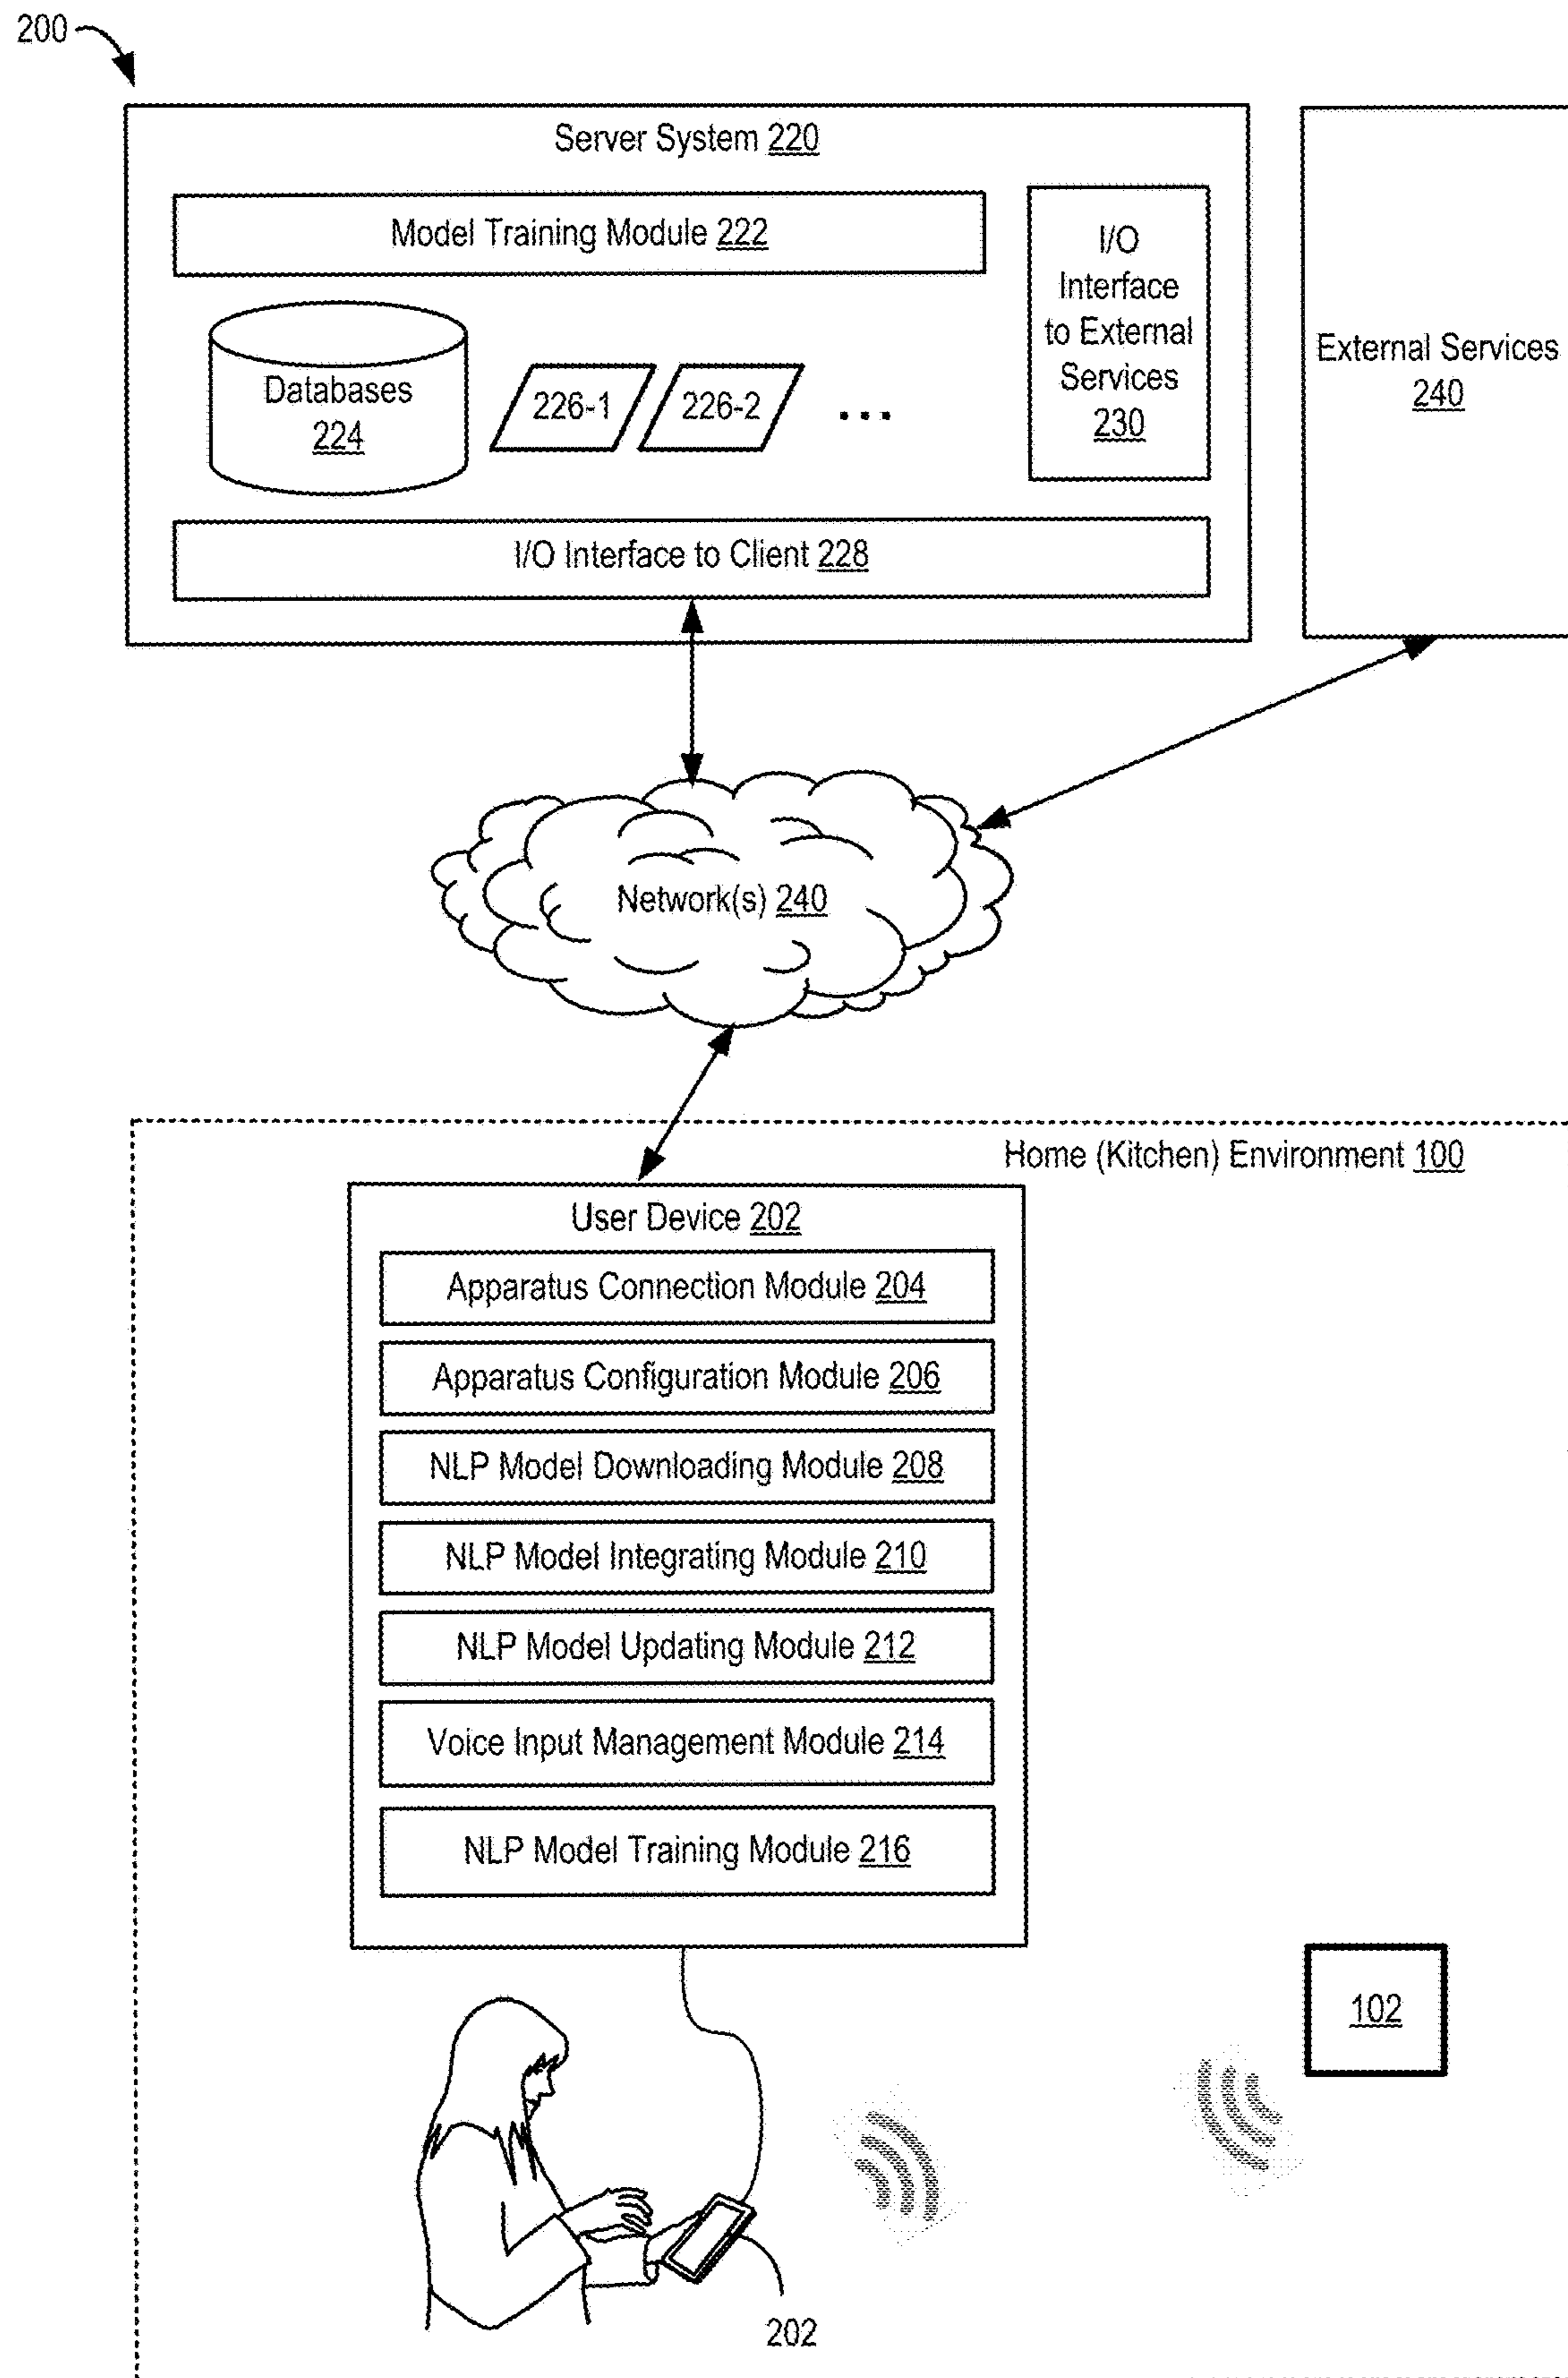 200
Server System 220
Model Training Module 222
I/O
Interface
to External
Services
230
Databases
224
226-1
226-2
...
I/O Interface to Client 228
External Services
240
Network(s) 240
Home (Kitchen) Environment 100
User Device 202
Apparatus Connection Module 204
Apparatus Configuration Module 206
NLP Model Downloading Module 208
NLP Model Integrating Module 210
NLP Model Updating Module 212
Voice Input Management Module 214
NLP Model Training Module 216
102
202